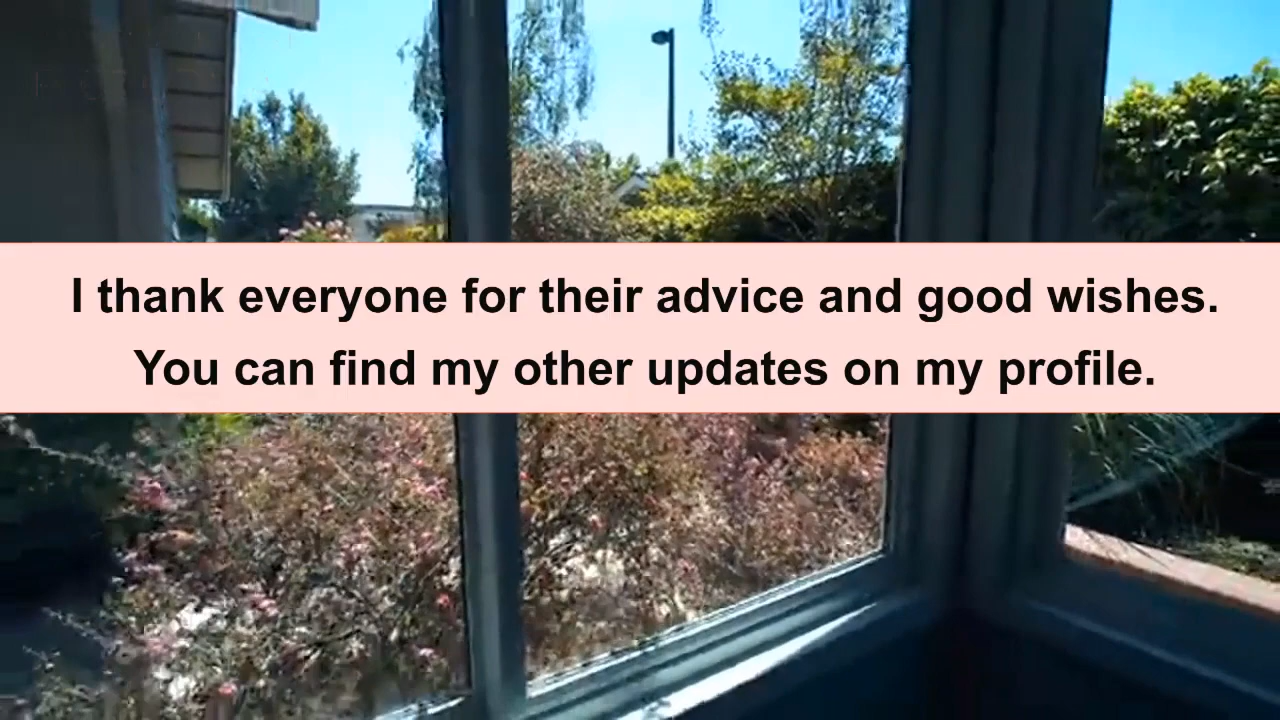 I thank everyone for their advice and good wishes.
You can find my other updates on my profile.